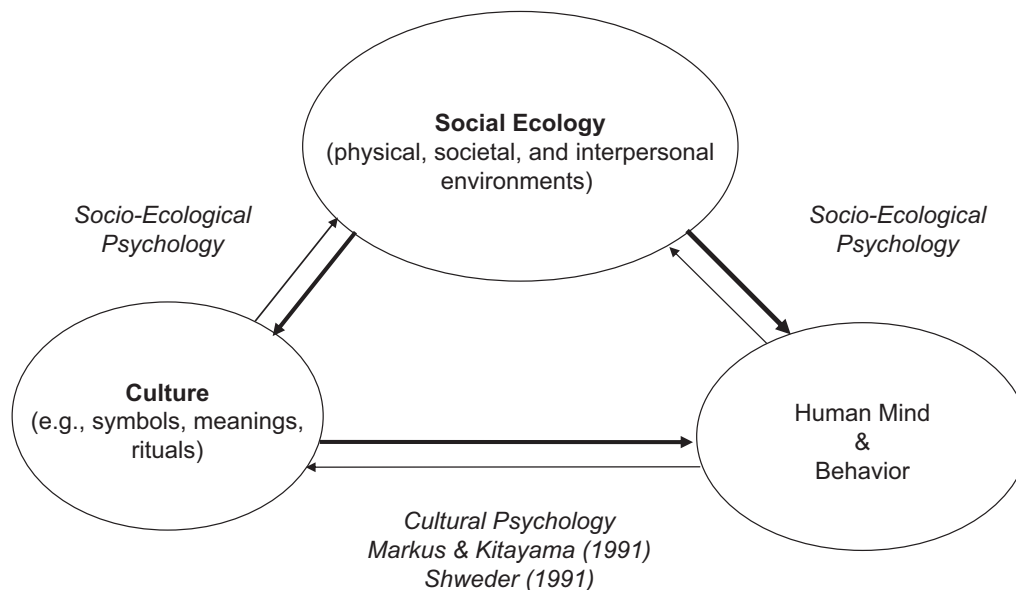 Social Ecology
(physical, societal, and interpersonal
environments)
Socio-Ecological
Psychology
Socio-Ecological
Psychology
Culture
(e.g., symbols, meanings,
rituals)
Human Mind
&
Behavior
Cultural Psychology
Markus & Kitayama (1991)
Shweder (1991)